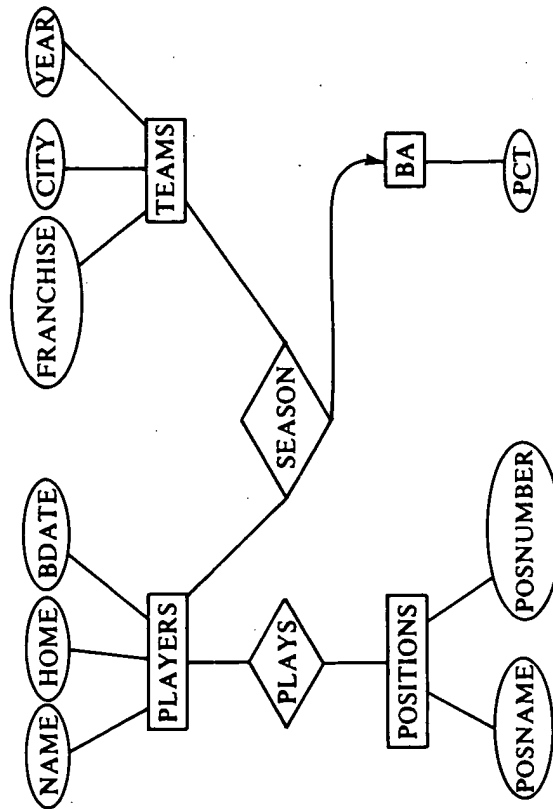 NAME
HOME
BDATE
FRANCHISE
CITY
YEAR
PLAYERS
TEAMS
PLAYS
SEASON
POSITIONS
BA
POSNAME
POSNUMBER
PCT